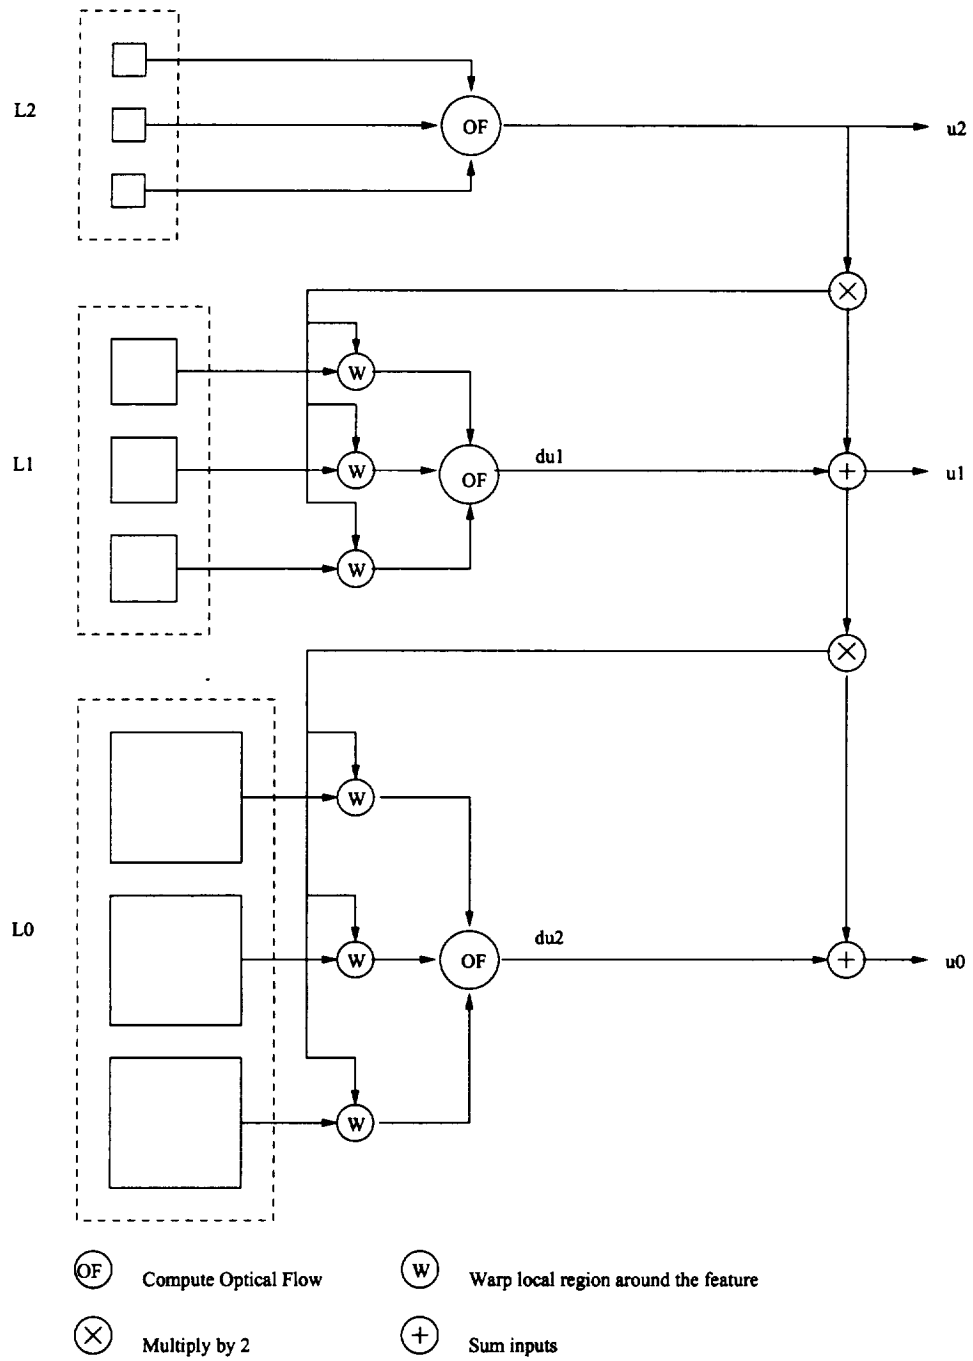 L2
OF
u2
×
W
L1
W
du1
OF
+
u1
W
×
W
L0
W
du2
OF
+
u0
W
OF Compute Optical Flow
W Warp local region around the feature
× Multiply by 2
+ Sum inputs